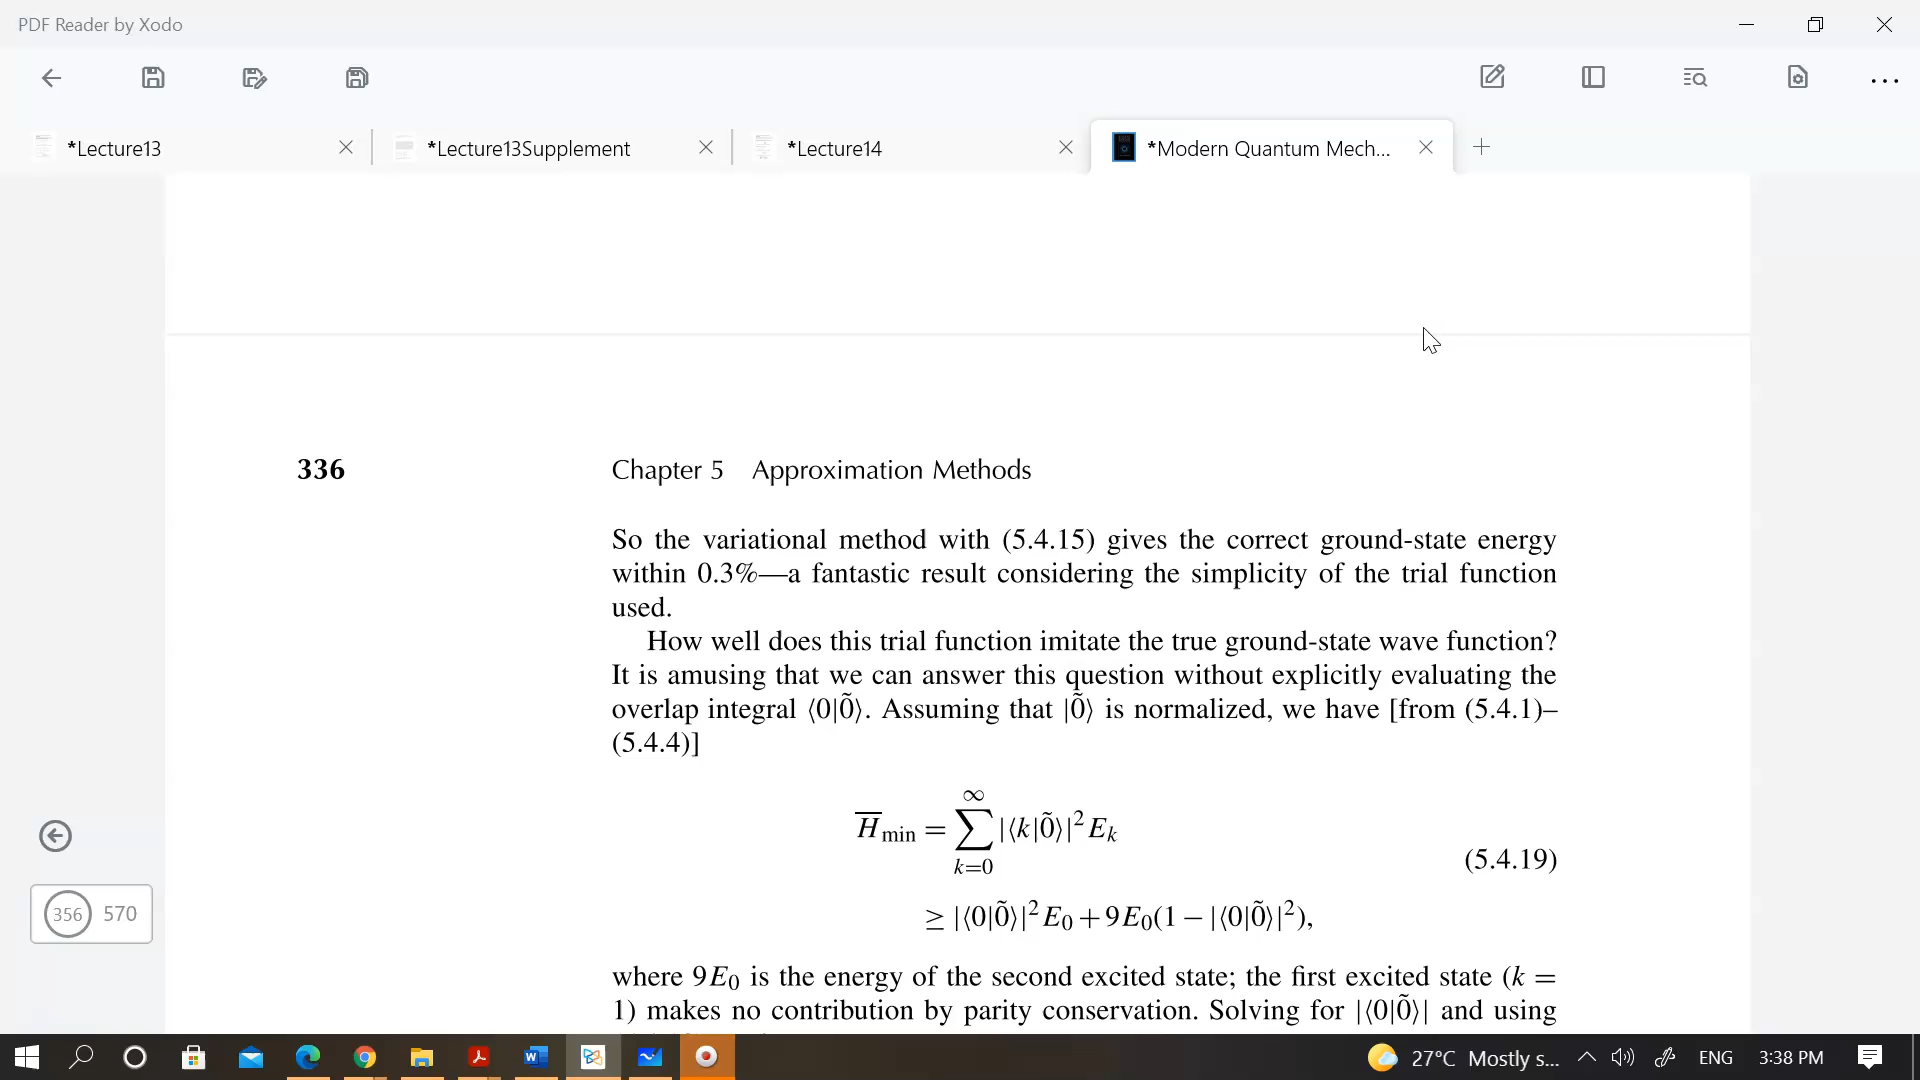 PDF Reader by Xodo
*Lecture13
*Lecture13Supplement
*Lecture14
*Modern Quantum Mech...
336 Chapter 5 Approximation Methods
So the variational method with (5.4.15) gives the correct ground-state energy
within 0.3%—a fantastic result considering the simplicity of the trial function
used.
How well does this trial function imitate the true ground-state wave function?
It is amusing that we can answer this question without explicitly evaluating the
overlap integral ⟨0|0̃⟩. Assuming that |0̃⟩ is normalized, we have [from (5.4.1)–
(5.4.4)]
H̅min = ∑_{k=0}^{∞} |⟨k|0̃⟩|² Eₖ
(5.4.19)
≥ |⟨0|0̃⟩|² E₀ + 9E₀(1 − |⟨0|0̃⟩|²),
where 9E₀ is the energy of the second excited state; the first excited state (k =
1) makes no contribution by parity conservation. Solving for |⟨0|0̃⟩| and using
356 570
27°C Mostly s... ENG 3:38 PM